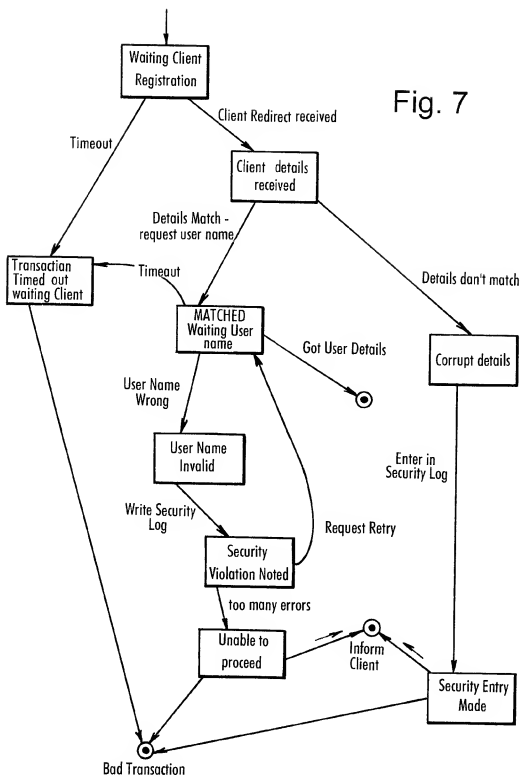 Waiting Client
Registration
Fig. 7
Client Redirect received
Timeout
Client details
received
Details Match -
request user name
Transaction
Timed out
waiting Client
Timeaut
Details dan't match
MATCHED
Waiting User
name
Got User Details
Corrupt details
User Name
Wrong
User Name
Invalid
Enter in
Security Log
Write Security
Log
Request Retry
Security
Violation Noted
too many errors
Unable to
proceed
Inform
Client
Security Entry
Made
Bad Transaction